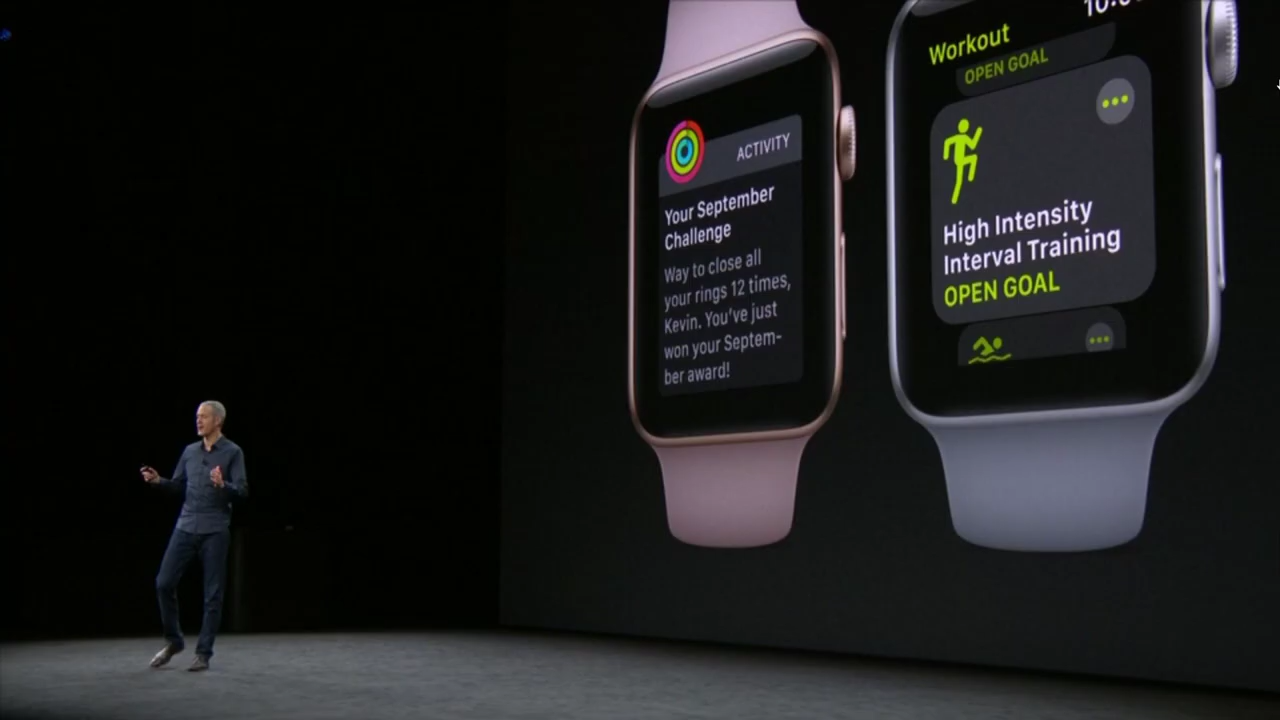 ACTIVITY
Your September
Challenge
Way to close all
your rings 12 times,
Kevin. You've just
won your Septem-
ber award!
Workout
OPEN GOAL
High Intensity
Interval Training
OPEN GOAL